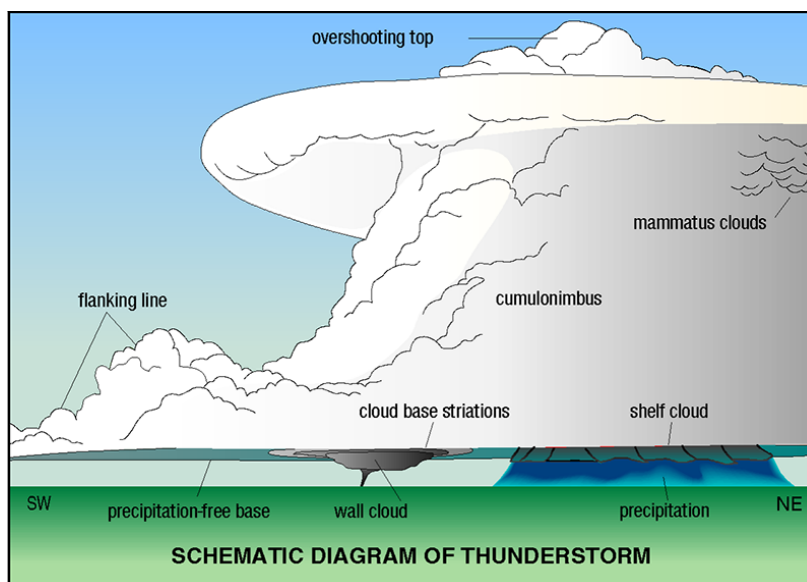 overshooting top
mammatus clouds
flanking line
cumulonimbus
cloud base striations
shelf cloud
SW
precipitation-free base
wall cloud
precipitation
NE
SCHEMATIC DIAGRAM OF THUNDERSTORM